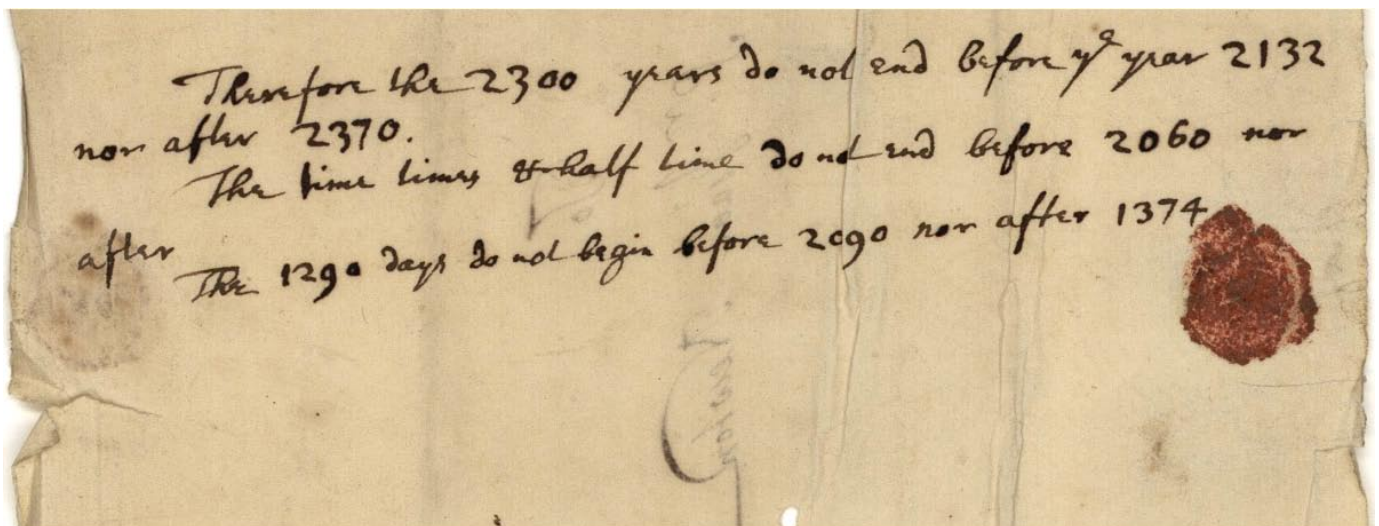 Therefore the 2300 years do not end before yᵉ year 2132
nor after 2370.
The time times & half time do not end before 2060 nor
after
The 1290 days do not begin before 2090 nor after 1374